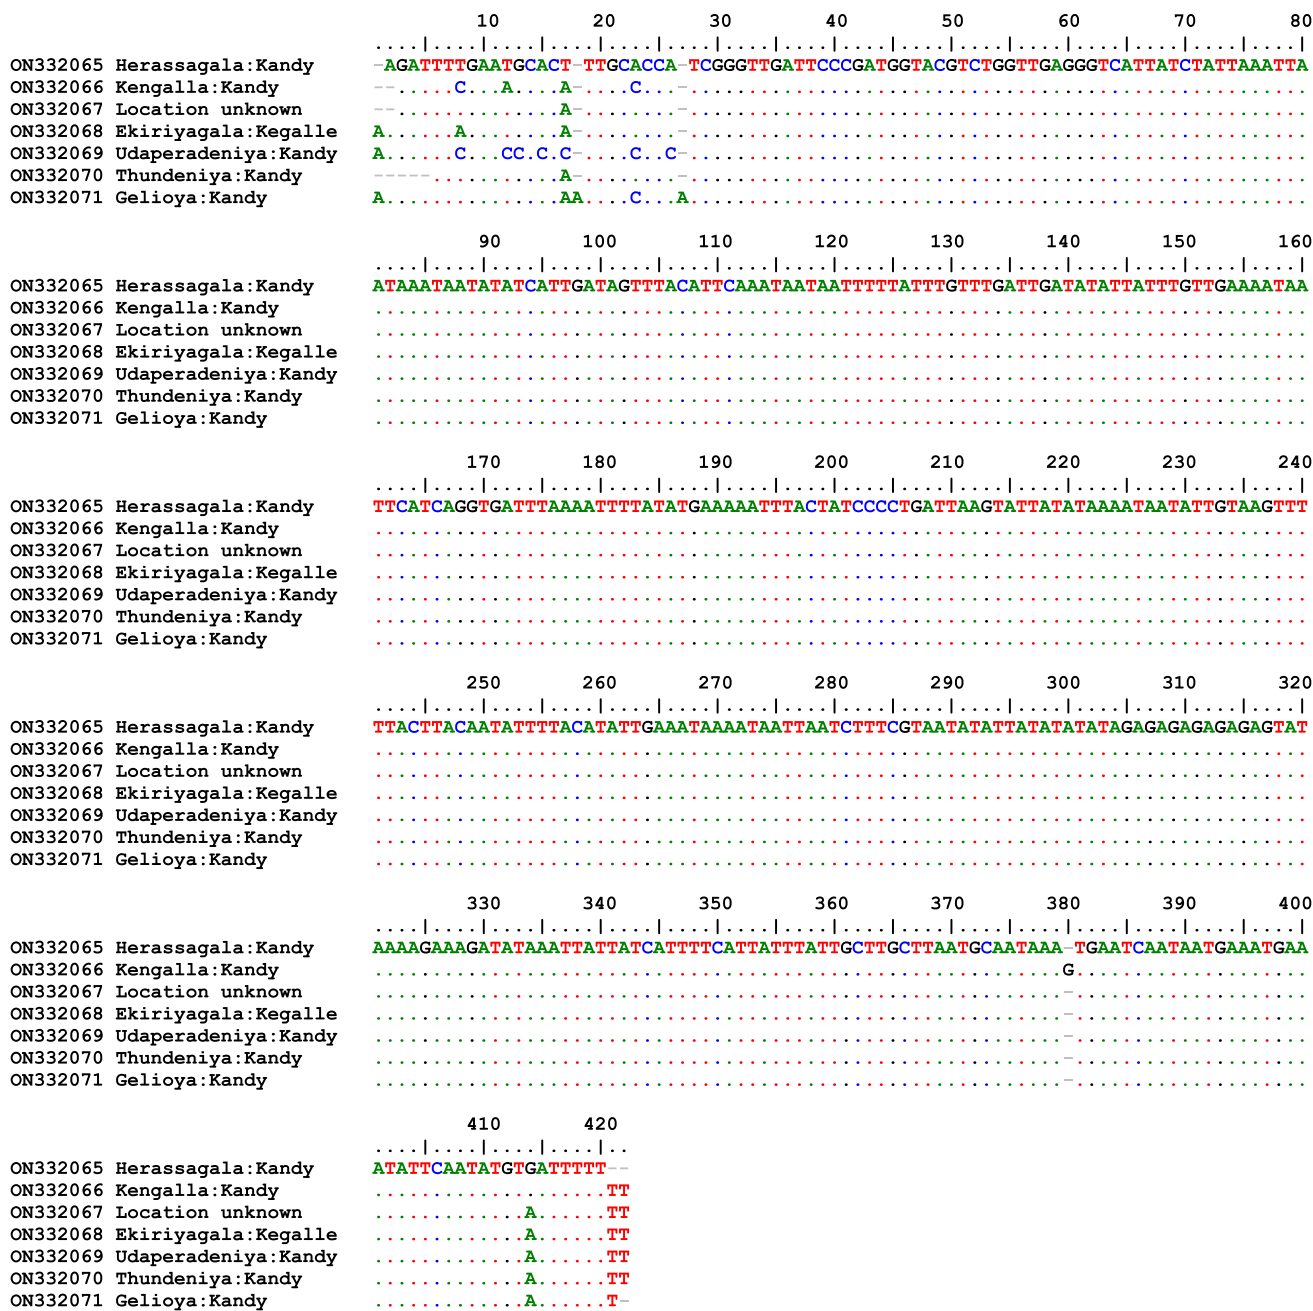 10 20 30 40 50 60 70 80
....|....|....|....|....|....|....|....|....|....|....|....|....|....|....|....|
ON332065 Herassagala:Kandy -AGATTTTGAATGCACT-TTGCACCA-TCGGGTTGATTCCCGATGGTACGTCTGGTTGAGGGTCATTATCTATTAAATTA
ON332066 Kengalla:Kandy --.....C...A....A-....C...-.....................................................
ON332067 Location unknown --..............A-........-.....................................................
ON332068 Ekiriyagala:Kegalle A......A........A-........-.....................................................
ON332069 Udaperadeniya:Kandy A......C...CC.C.C-....C..C-.....................................................
ON332070 Thundeniya:Kandy -----...........A-........-.....................................................
ON332071 Gelioya:Kandy A...............AA....C...A.....................................................
90 100 110 120 130 140 150 160
....|....|....|....|....|....|....|....|....|....|....|....|....|....|....|....|
ON332065 Herassagala:Kandy ATAAATAATATATCATTGATAGTTTACATTCAAATAATAATTTTTATTTGTTTGATTGATATATTATTTGTTGAAAATAA
ON332066 Kengalla:Kandy ................................................................................
ON332067 Location unknown ................................................................................
ON332068 Ekiriyagala:Kegalle ................................................................................
ON332069 Udaperadeniya:Kandy ................................................................................
ON332070 Thundeniya:Kandy ................................................................................
ON332071 Gelioya:Kandy ................................................................................
170 180 190 200 210 220 230 240
....|....|....|....|....|....|....|....|....|....|....|....|....|....|....|....|
ON332065 Herassagala:Kandy TTCATCAGGTGATTTAAAATTTTATATGAAAAATTTACTATCCCCTGATTAAGTATTATATAAAATAATATTGTAAGTTT
ON332066 Kengalla:Kandy ................................................................................
ON332067 Location unknown ................................................................................
ON332068 Ekiriyagala:Kegalle ................................................................................
ON332069 Udaperadeniya:Kandy ................................................................................
ON332070 Thundeniya:Kandy ................................................................................
ON332071 Gelioya:Kandy ................................................................................
250 260 270 280 290 300 310 320
....|....|....|....|....|....|....|....|....|....|....|....|....|....|....|....|
ON332065 Herassagala:Kandy TTACTTACAATATTTTACATATTGAAATAAAATAATTAATCTTTCGTAATATATTATATATATAGAGAGAGAGAGAGTAT
ON332066 Kengalla:Kandy ................................................................................
ON332067 Location unknown ................................................................................
ON332068 Ekiriyagala:Kegalle ................................................................................
ON332069 Udaperadeniya:Kandy ................................................................................
ON332070 Thundeniya:Kandy ................................................................................
ON332071 Gelioya:Kandy ................................................................................
330 340 350 360 370 380 390 400
....|....|....|....|....|....|....|....|....|....|....|....|....|....|....|....|
ON332065 Herassagala:Kandy AAAAGAAAGATATAAATTATTATCATTTTCATTATTTATTGCTTGCTTAATGCAATAAA-TGAATCAATAATGAAATGAA
ON332066 Kengalla:Kandy ...........................................................G....................
ON332067 Location unknown ...........................................................-....................
ON332068 Ekiriyagala:Kegalle ...........................................................-....................
ON332069 Udaperadeniya:Kandy ...........................................................-....................
ON332070 Thundeniya:Kandy ...........................................................-....................
ON332071 Gelioya:Kandy ...........................................................-....................
410 420
....|....|....|....|..
ON332065 Herassagala:Kandy ATATTCAATATGTGATTTTT--
ON332066 Kengalla:Kandy ....................TT
ON332067 Location unknown .............A......TT
ON332068 Ekiriyagala:Kegalle .............A......TT
ON332069 Udaperadeniya:Kandy .............A......TT
ON332070 Thundeniya:Kandy .............A......TT
ON332071 Gelioya:Kandy .............A......T-